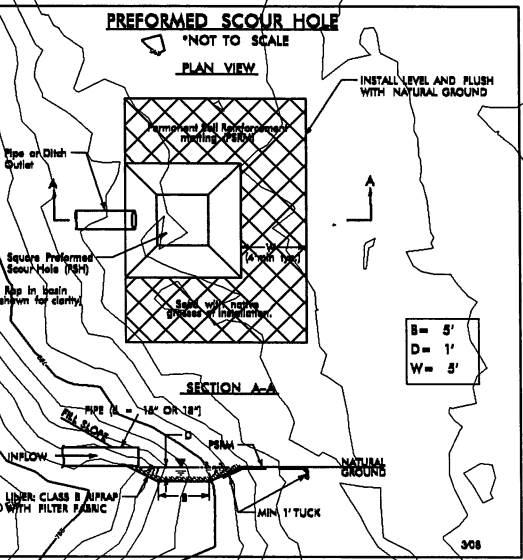 PREFORMED SCOUR HOLE
*NOT TO SCALE
PLAN VIEW
INSTALL LEVEL AND FLUSH
WITH NATURAL GROUND
Permanent Soil Reinforcement
matting (PSRM)
Pipe or Ditch
Outlet
A
A
W
(4' min typ.)
Square Preformed
Scour Hole (PSH)
Rap in basin
shown for clarity)
Seed with native
grasses at installation.
B= 5'
D= 1'
W= 5'
SECTION A-A
PIPE ( = 15" OR 18")
FILL SLOPE
D
PSRM
INFLOW
NATURAL
GROUND
B
LINER: CLASS B RIPRAP
WITH FILTER FABRIC
MIN 1' TUCK